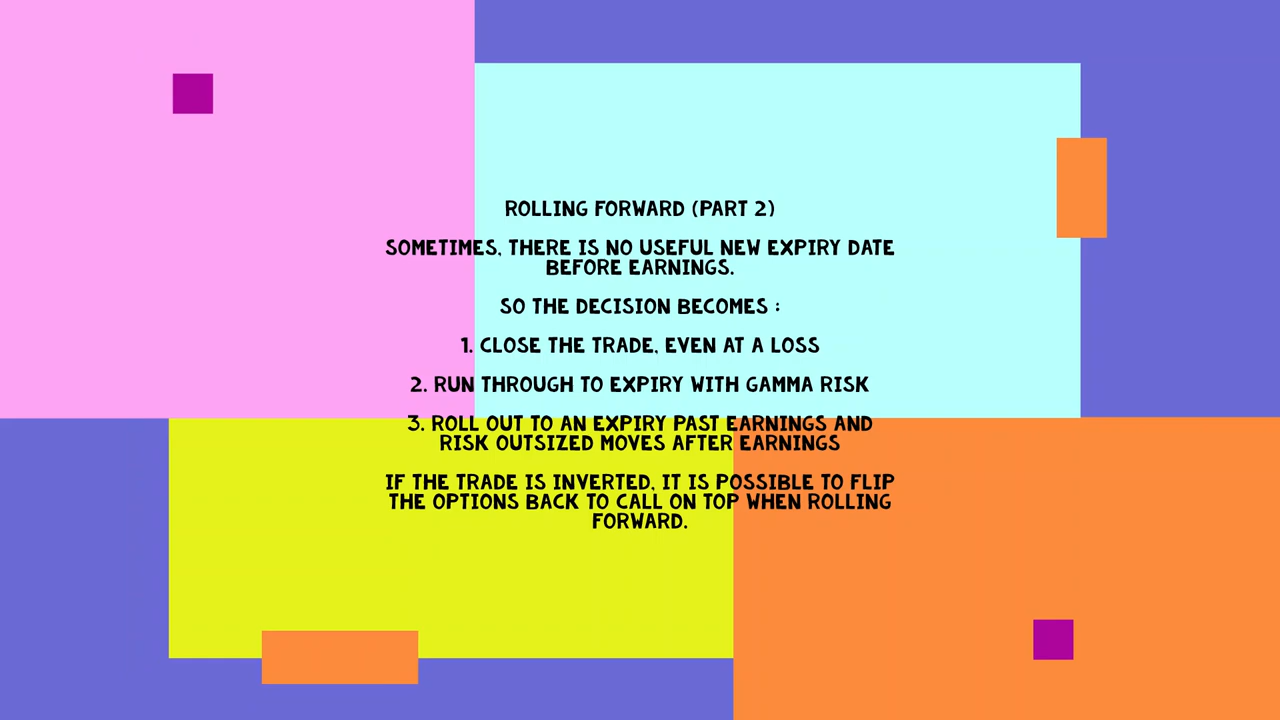 ROLLING FORWARD (PART 2)
SOMETIMES, THERE IS NO USEFUL NEW EXPIRY DATE
BEFORE EARNINGS.
SO THE DECISION BECOMES :
1. CLOSE THE TRADE, EVEN AT A LOSS
2. RUN THROUGH TO EXPIRY WITH GAMMA RISK
3. ROLL OUT TO AN EXPIRY PAST EARNINGS AND
RISK OUTSIZED MOVES AFTER EARNINGS
IF THE TRADE IS INVERTED, IT IS POSSIBLE TO FLIP
THE OPTIONS BACK TO CALL ON TOP WHEN ROLLING
FORWARD.